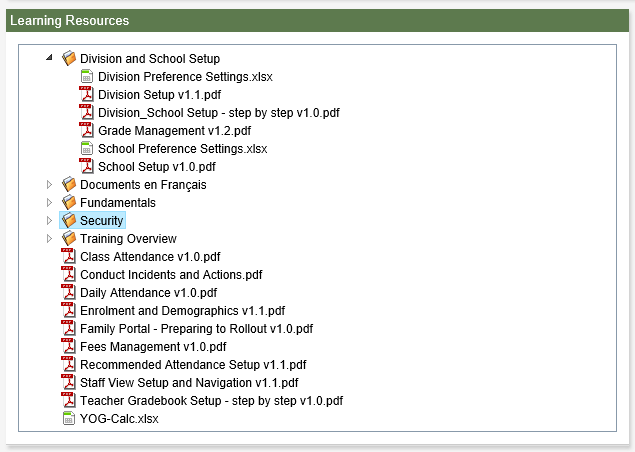 Learning Resources
Division and School Setup
Division Preference Settings.xlsx
Division Setup v1.1.pdf
Division_School Setup - step by step v1.0.pdf
Grade Management v1.2.pdf
School Preference Settings.xlsx
School Setup v1.0.pdf
Documents en Français
Fundamentals
Security
Training Overview
Class Attendance v1.0.pdf
Conduct Incidents and Actions.pdf
Daily Attendance v1.0.pdf
Enrolment and Demographics v1.1.pdf
Family Portal - Preparing to Rollout v1.0.pdf
Fees Management v1.0.pdf
Recommended Attendance Setup v1.1.pdf
Staff View Setup and Navigation v1.1.pdf
Teacher Gradebook Setup - step by step v1.0.pdf
YOG-Calc.xlsx